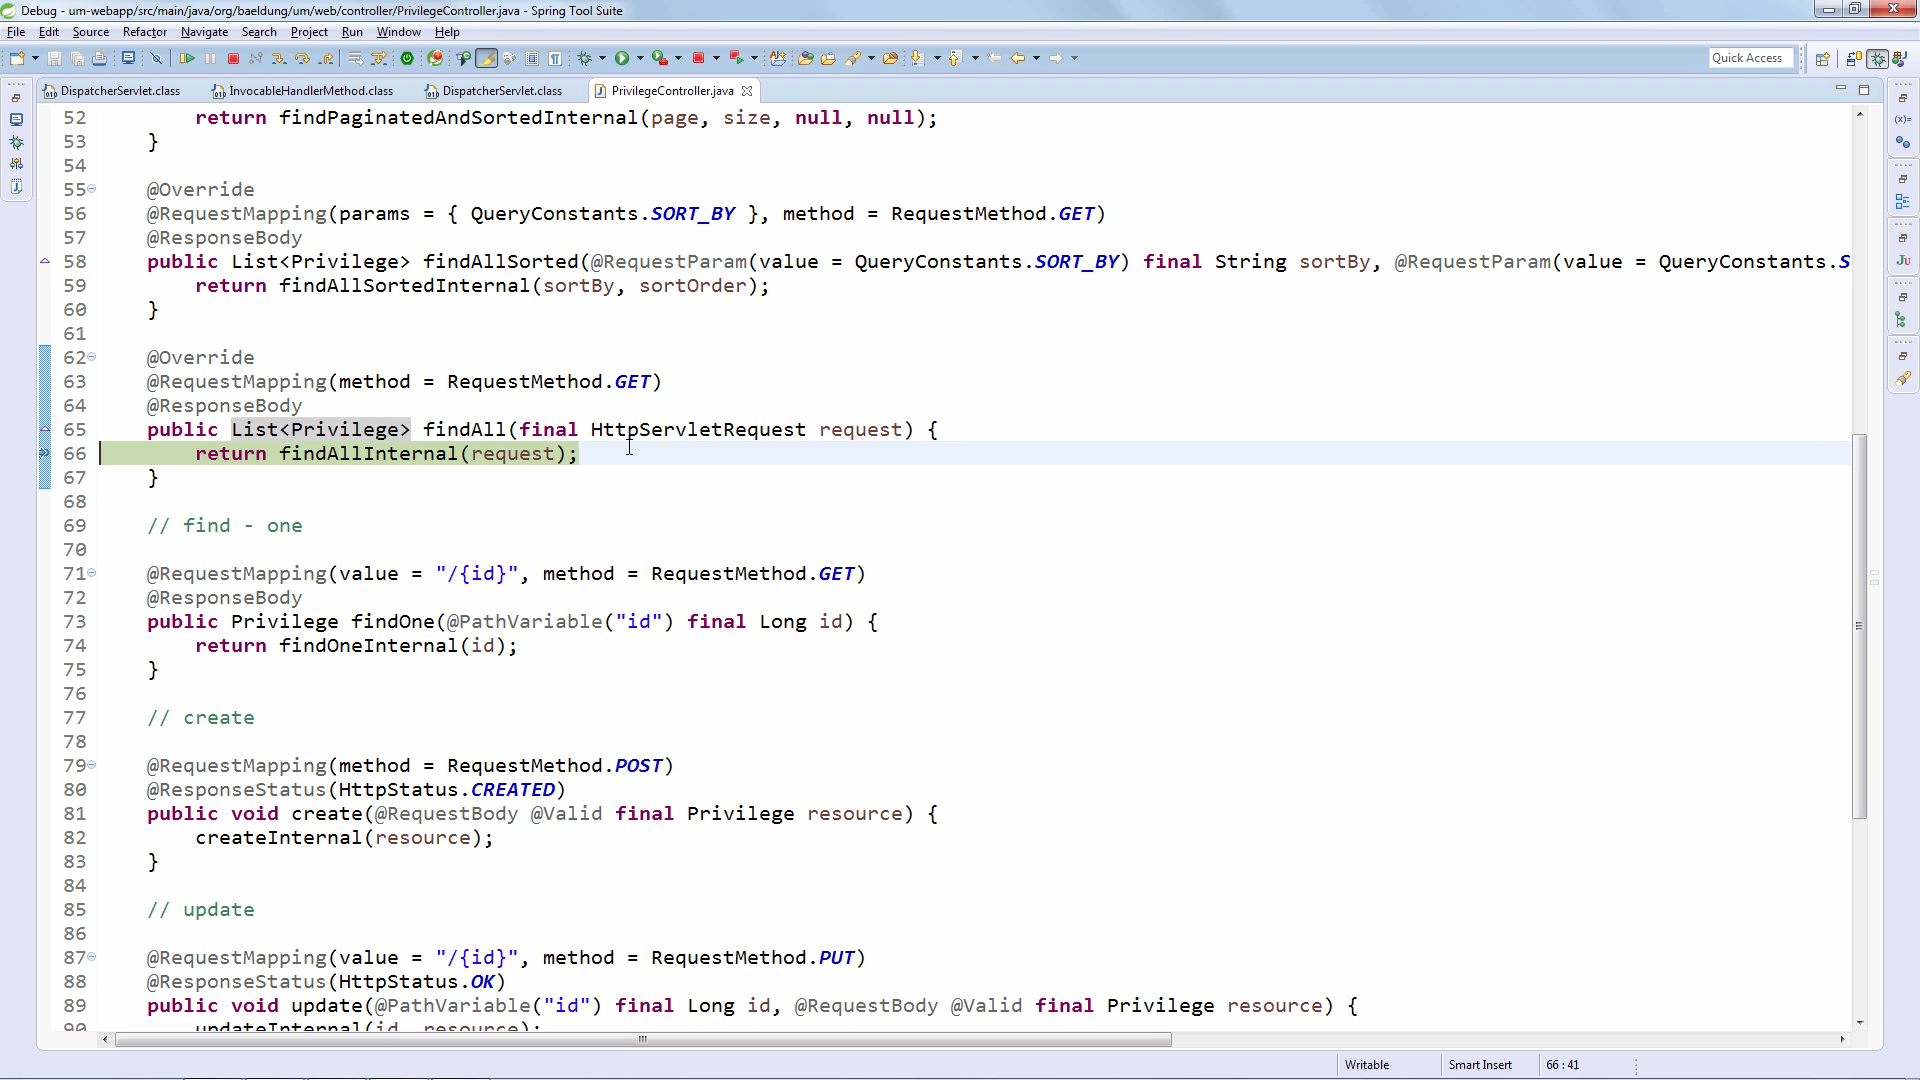 Debug - um-webapp/src/main/java/org/baeldung/um/web/controller/PrivilegeController.java - Spring Tool Suite
File Edit Source Refactor Navigate Search Project Run Window Help
Quick Access
DispatcherServlet.class InvocableHandlerMethod.class DispatcherServlet.class PrivilegeController.java
52 return findPaginatedAndSortedInternal(page, size, null, null);
53 }
54
55 @Override
56 @RequestMapping(params = { QueryConstants.SORT_BY }, method = RequestMethod.GET)
57 @ResponseBody
58 public List<Privilege> findAllSorted(@RequestParam(value = QueryConstants.SORT_BY) final String sortBy, @RequestParam(value = QueryConstants.S
59 return findAllSortedInternal(sortBy, sortOrder);
60 }
61
62 @Override
63 @RequestMapping(method = RequestMethod.GET)
64 @ResponseBody
65 public List<Privilege> findAll(final HttpServletRequest request) {
66 return findAllInternal(request);
67 }
68
69 // find - one
70
71 @RequestMapping(value = "/{id}", method = RequestMethod.GET)
72 @ResponseBody
73 public Privilege findOne(@PathVariable("id") final Long id) {
74 return findOneInternal(id);
75 }
76
77 // create
78
79 @RequestMapping(method = RequestMethod.POST)
80 @ResponseStatus(HttpStatus.CREATED)
81 public void create(@RequestBody @Valid final Privilege resource) {
82 createInternal(resource);
83 }
84
85 // update
86
87 @RequestMapping(value = "/{id}", method = RequestMethod.PUT)
88 @ResponseStatus(HttpStatus.OK)
89 public void update(@PathVariable("id") final Long id, @RequestBody @Valid final Privilege resource) {
90 updateInternal(id, resource);
Writable Smart Insert 66 : 41